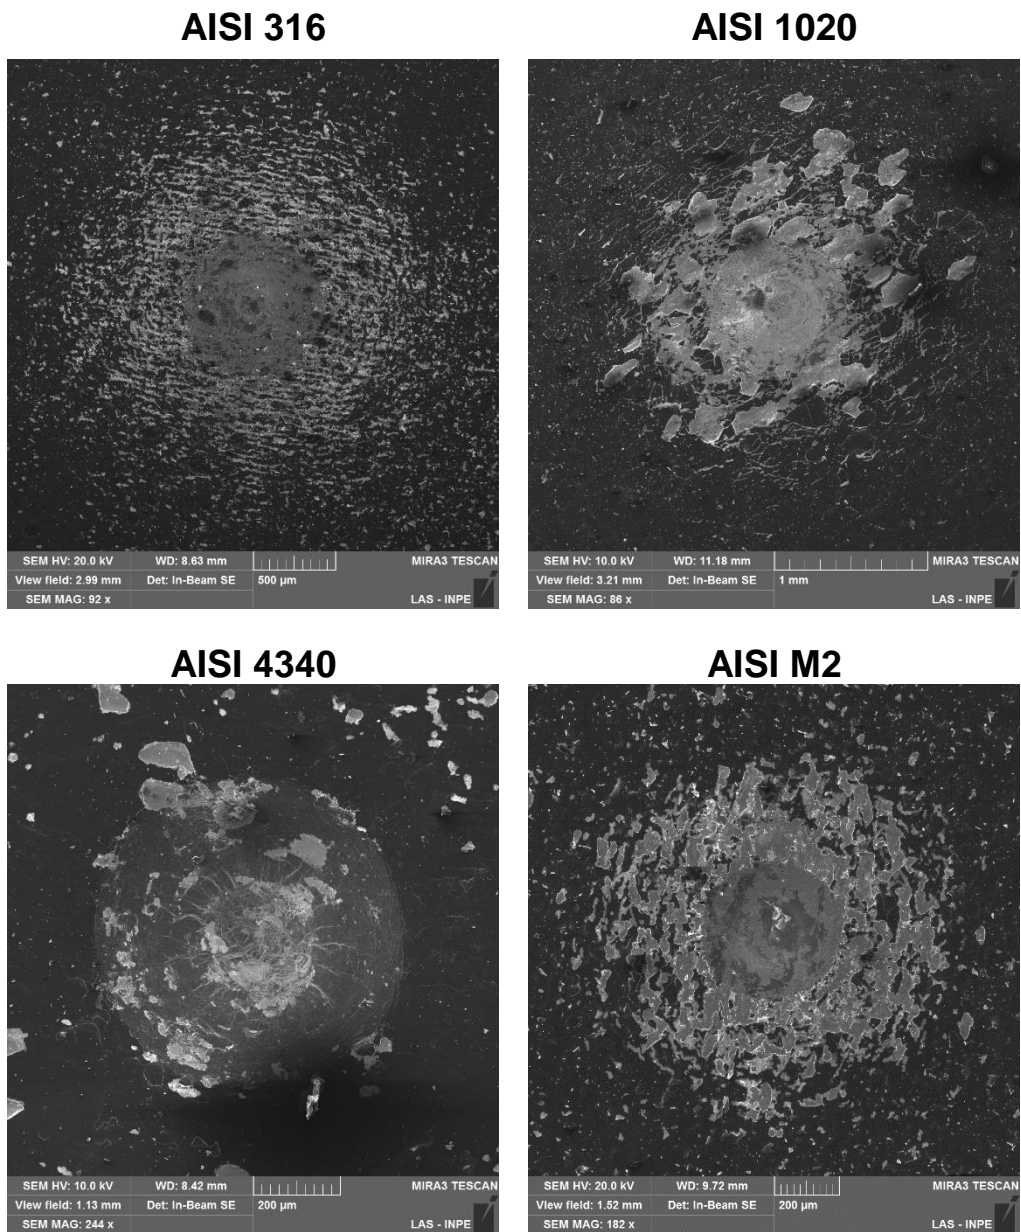 AISI 316
AISI 1020
SEM HV: 20.0 kV WD: 8.63 mm MIRA3 TESCAN
View field: 2.99 mm Det: In-Beam SE 500 µm
SEM MAG: 92 x LAS - INPE
SEM HV: 10.0 kV WD: 11.18 mm MIRA3 TESCAN
View field: 3.21 mm Det: In-Beam SE 1 mm
SEM MAG: 86 x LAS - INPE
AISI 4340
AISI M2
SEM HV: 10.0 kV WD: 8.42 mm MIRA3 TESCAN
View field: 1.13 mm Det: In-Beam SE 200 µm
SEM MAG: 244 x LAS - INPE
SEM HV: 20.0 kV WD: 9.72 mm MIRA3 TESCAN
View field: 1.52 mm Det: In-Beam SE 200 µm
SEM MAG: 182 x LAS - INPE